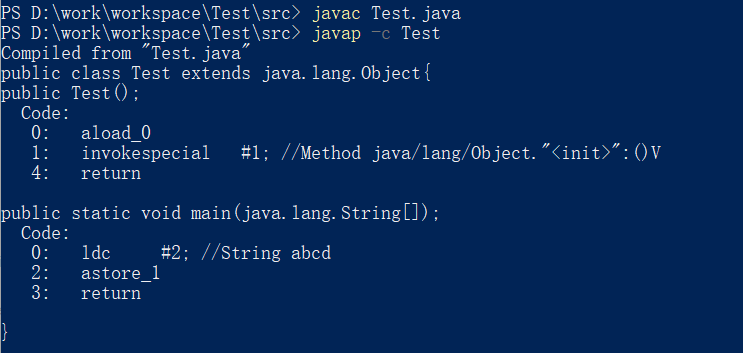 PS D:\work\workspace\Test\src> javac Test.java
PS D:\work\workspace\Test\src> javap -c Test
Compiled from "Test.java"
public class Test extends java.lang.Object{
public Test();
  Code:
   0:   aload_0
   1:   invokespecial   #1; //Method java/lang/Object."<init>":()V
   4:   return

public static void main(java.lang.String[]);
  Code:
   0:   ldc     #2; //String abcd
   2:   astore_1
   3:   return

}